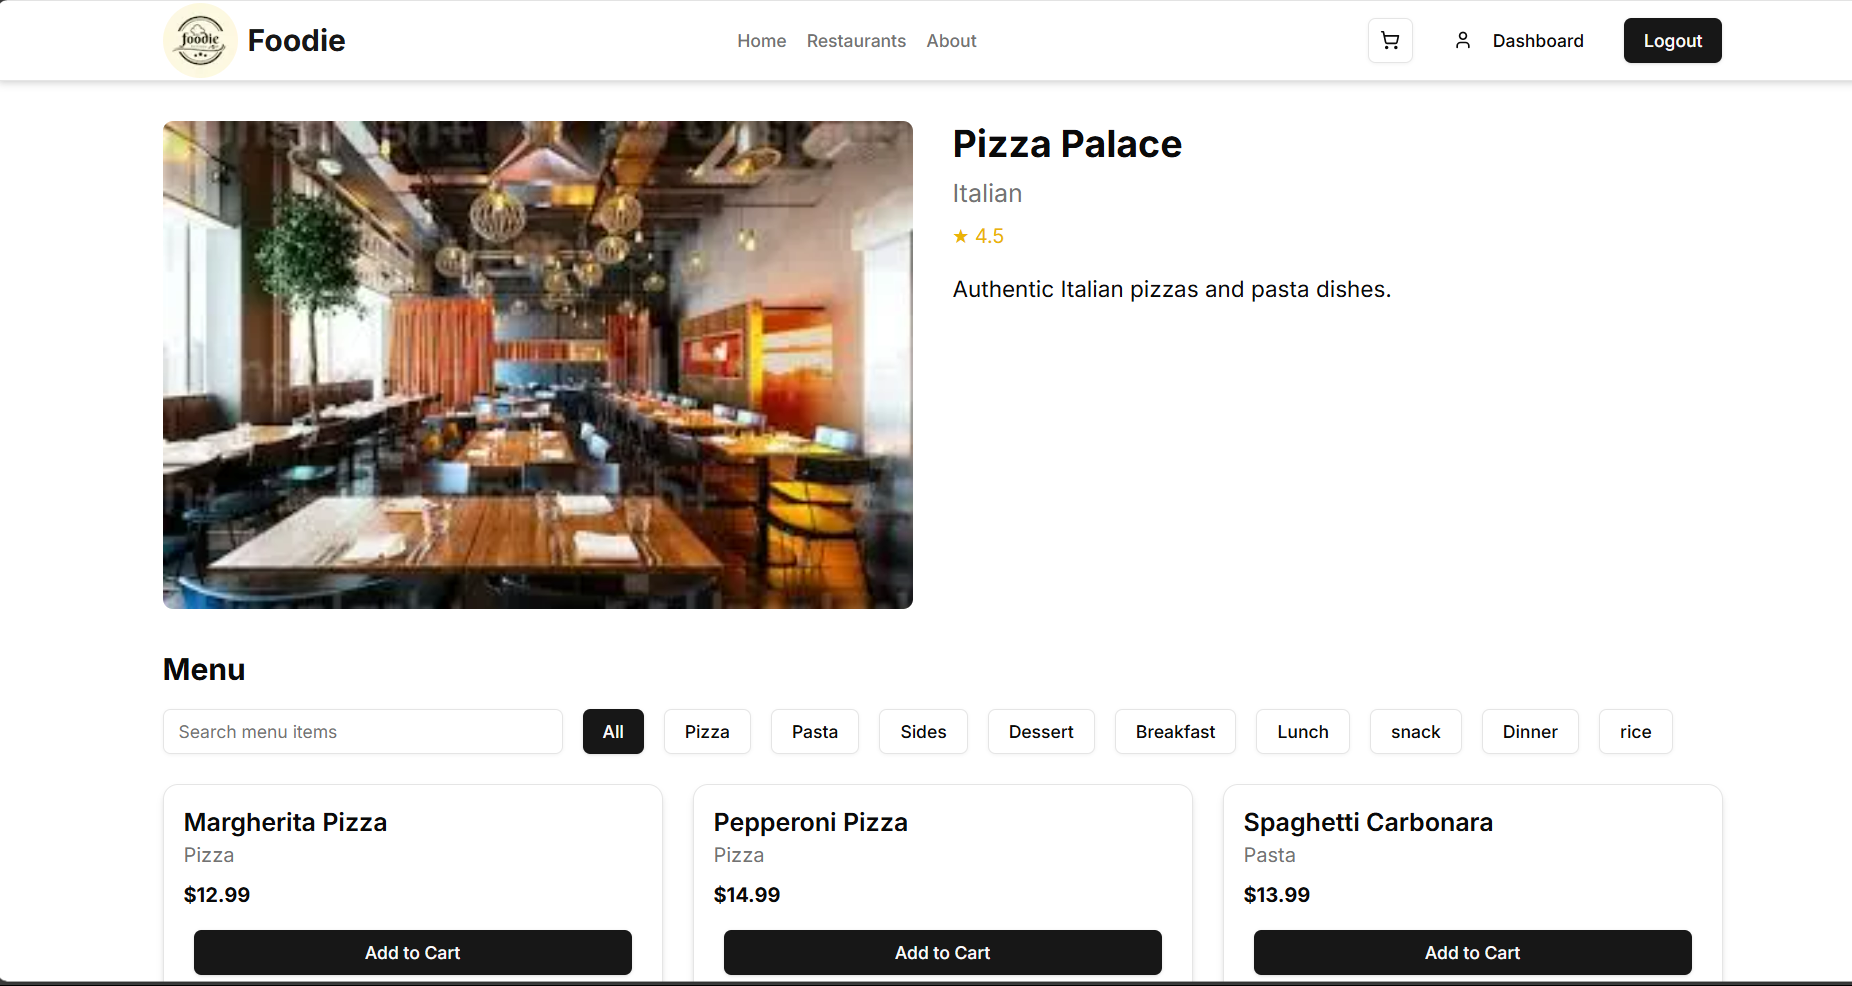 foodie
Foodie
Home Restaurants About
Dashboard
Logout
Pizza Palace
Italian
★ 4.5
Authentic Italian pizzas and pasta dishes.
Menu
Search menu items
All Pizza Pasta Sides Dessert Breakfast Lunch snack Dinner rice
Margherita Pizza
Pizza
$12.99
Add to Cart
Pepperoni Pizza
Pizza
$14.99
Add to Cart
Spaghetti Carbonara
Pasta
$13.99
Add to Cart